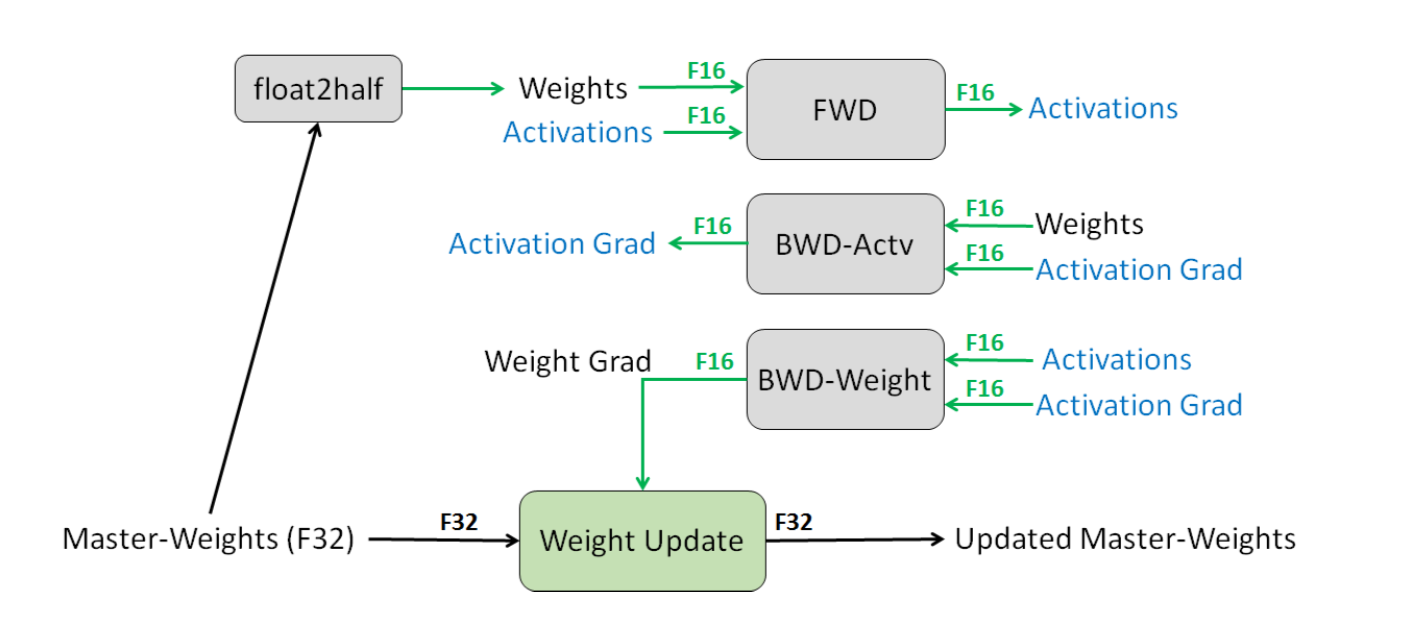 float2half
Weights
F16
Activations
F16
FWD
F16
Activations
Activation Grad
F16
BWD-Actv
F16
Weights
F16
Activation Grad
Weight Grad
F16
BWD-Weight
F16
Activations
F16
Activation Grad
Master-Weights (F32)
F32
Weight Update
F32
Updated Master-Weights